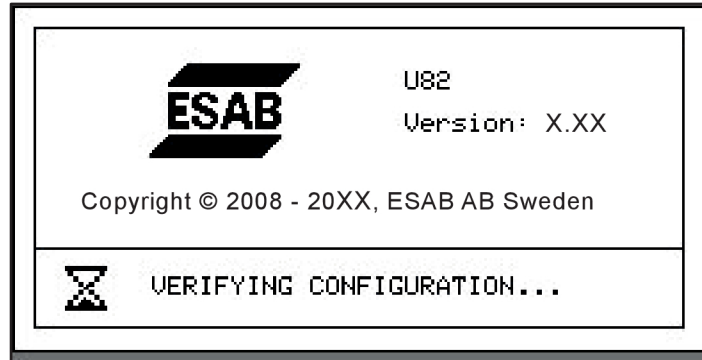 ESAB
U82
Version: X.XX
Copyright © 2008 - 20XX, ESAB AB Sweden
VERIFYING CONFIGURATION...